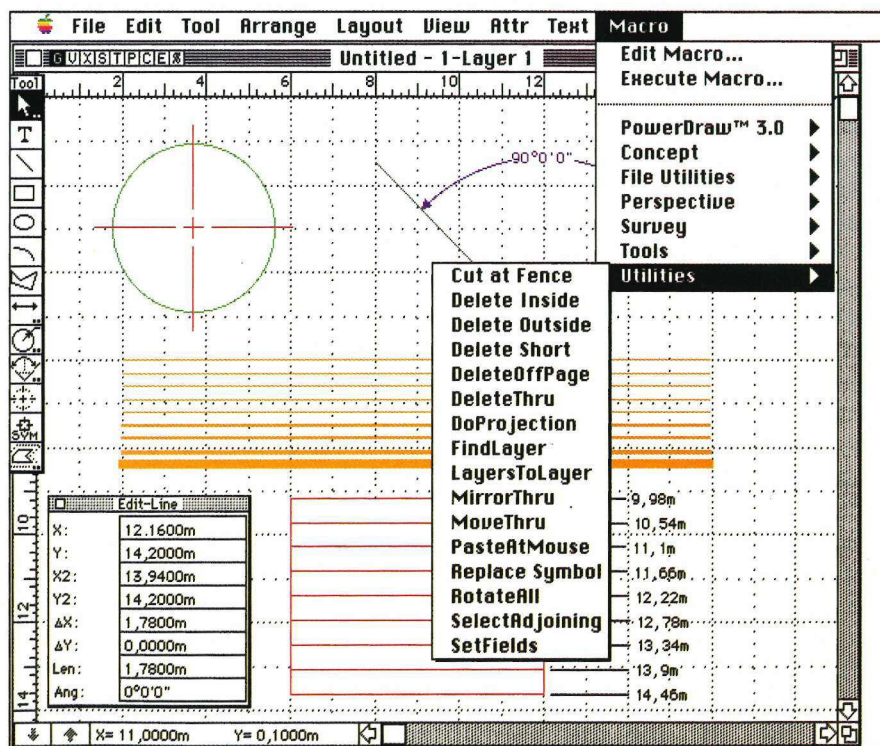 File Edit Tool Arrange Layout View Attr Text Macro
G U X S T P C E %
Untitled - 1-Layer 1
Edit Macro...
Execute Macro...
PowerDraw™ 3.0
Concept
File Utilities
Perspective
Survey
Tools
Utilities
Tool
2 4 6 8 10 12
T
SYM
90°0'0"
Cut at Fence
Delete Inside
Delete Outside
Delete Short
DeleteOffPage
DeleteThru
DoProjection
FindLayer
LayersToLayer
MirrorThru
MoveThru
PasteAtMouse
Replace Symbol
RotateAll
SelectAdjoining
SetFields
10
12
14
Edit-Line
X: 12.1600m
Y: 14,2000m
X2: 13,9400m
Y2: 14,2000m
ΔX: 1,7800m
ΔY: 0,0000m
Len: 1,7800m
Ang: 0°0'0"
9,98m
10,54m
11,1m
11,66m
12,22m
12,78m
13,34m
13,9m
14,46m
X= 11,0000m Y= 0,1000m